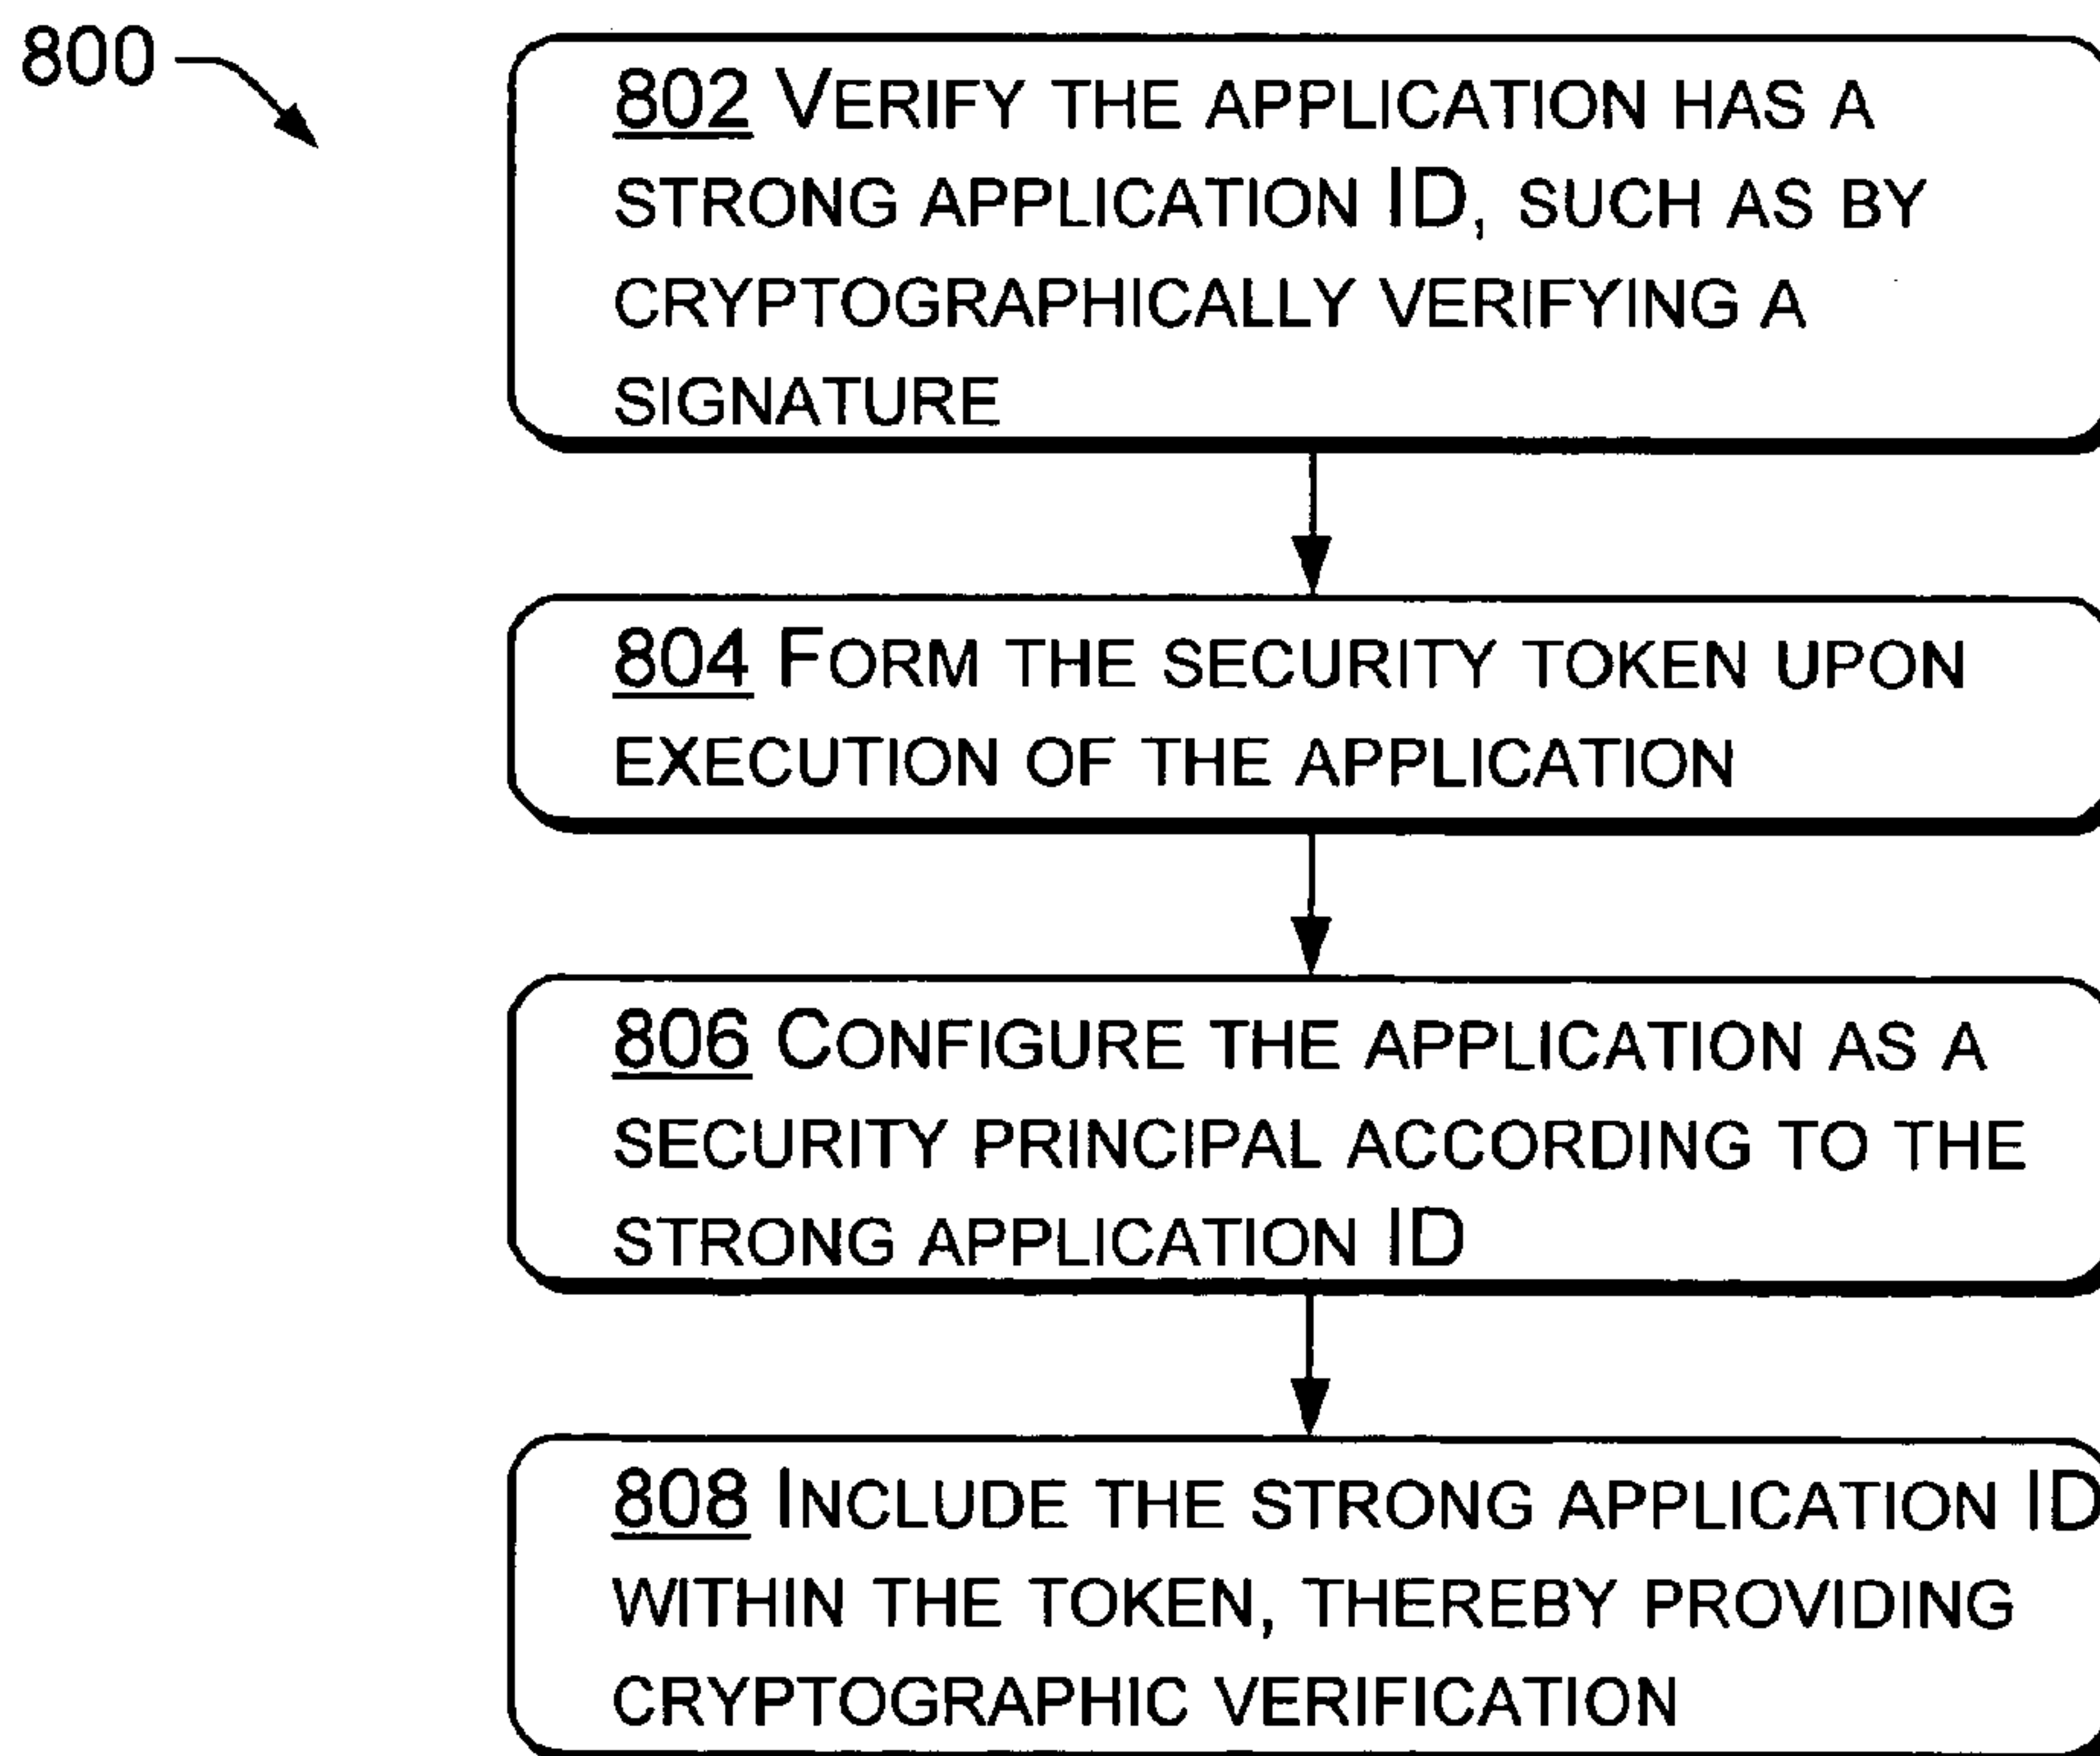 800
802 VERIFY THE APPLICATION HAS A
STRONG APPLICATION ID, SUCH AS BY
CRYPTOGRAPHICALLY VERIFYING A
SIGNATURE
804 FORM THE SECURITY TOKEN UPON
EXECUTION OF THE APPLICATION
806 CONFIGURE THE APPLICATION AS A
SECURITY PRINCIPAL ACCORDING TO THE
STRONG APPLICATION ID
808 INCLUDE THE STRONG APPLICATION ID
WITHIN THE TOKEN, THEREBY PROVIDING
CRYPTOGRAPHIC VERIFICATION